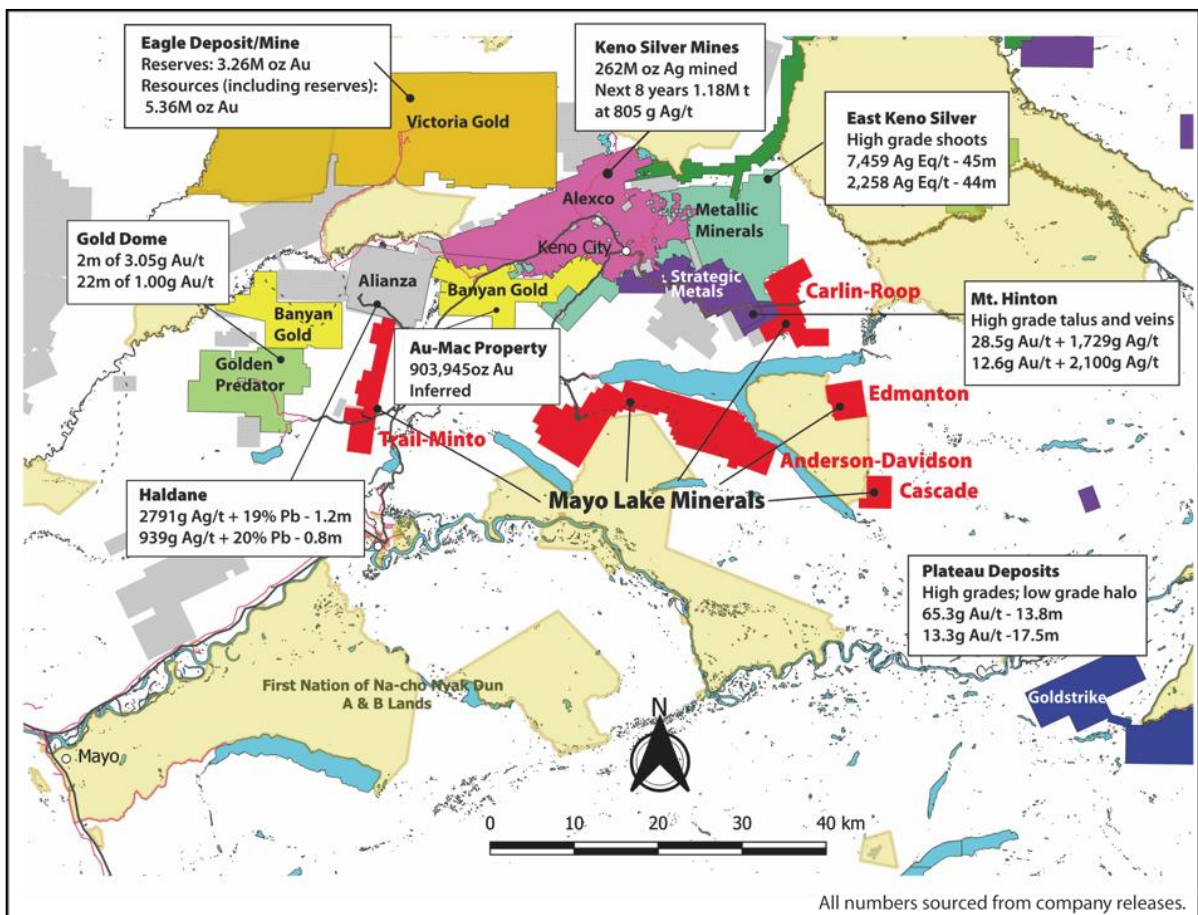 Eagle Deposit/Mine
Reserves: 3.26M oz Au
Resources (including reserves):
5.36M oz Au
Victoria Gold
Keno Silver Mines
262M oz Ag mined
Next 8 years 1.18M t
at 805 g Ag/t
East Keno Silver
High grade shoots
7,459 Ag Eq/t - 45m
2,258 Ag Eq/t - 44m
Alexco
Metallic
Minerals
Keno City
Gold Dome
2m of 3.05g Au/t
22m of 1.00g Au/t
Alianza
Banyan Gold
Strategic
Metals
Carlin-Roop
Banyan
Gold
Mt. Hinton
High grade talus and veins
28.5g Au/t + 1,729g Ag/t
12.6g Au/t + 2,100g Ag/t
Au-Mac Property
903,945oz Au
Inferred
Golden
Predator
Edmonton
Trail-Minto
Anderson-Davidson
Cascade
Mayo Lake Minerals
Haldane
2791g Ag/t + 19% Pb - 1.2m
939g Ag/t + 20% Pb - 0.8m
Plateau Deposits
High grades; low grade halo
65.3g Au/t - 13.8m
13.3g Au/t -17.5m
First Nation of Na-cho Nyak Dun
A & B Lands
Goldstrike
N
Mayo
0 10 20 30 40 km
All numbers sourced from company releases.